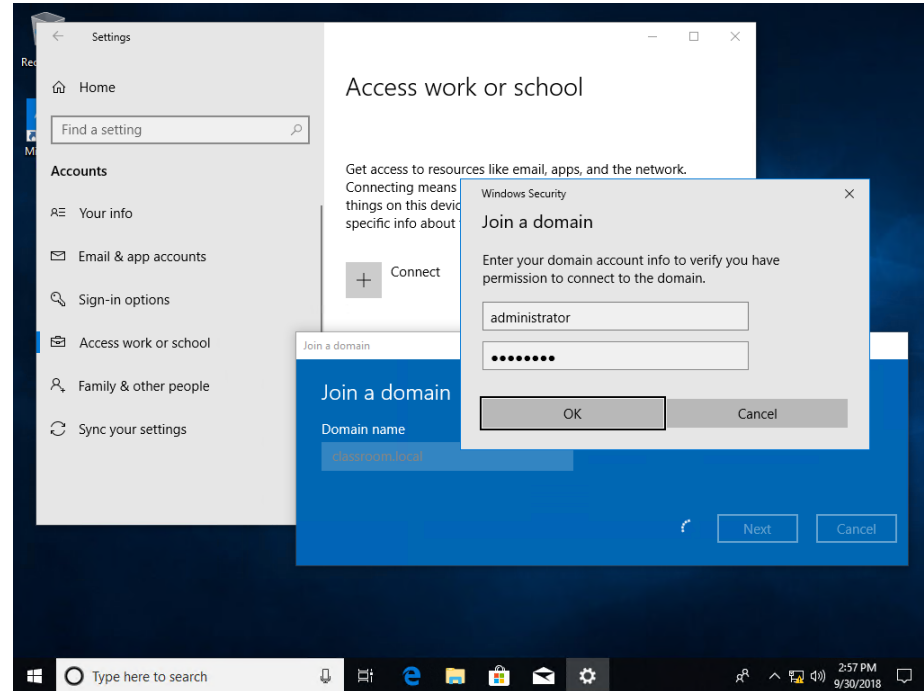 Settings
Rec
Home
Find a setting
Mi
Accounts
Your info
Email & app accounts
Sign-in options
Access work or school
Family & other people
Sync your settings
Access work or school
Get access to resources like email, apps, and the network.
Connecting means
things on this devic
specific info about
Connect
Join a domain
Join a domain
Domain name
classroom.local
Next
Cancel
Windows Security
Join a domain
Enter your domain account info to verify you have
permission to connect to the domain.
administrator
••••••••
OK
Cancel
Type here to search
2:57 PM
9/30/2018